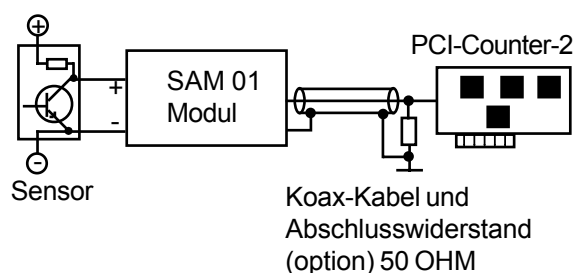 PCI-Counter-2
SAM 01
Modul
+
-
Sensor
Koax-Kabel und
Abschlusswiderstand
(option) 50 OHM